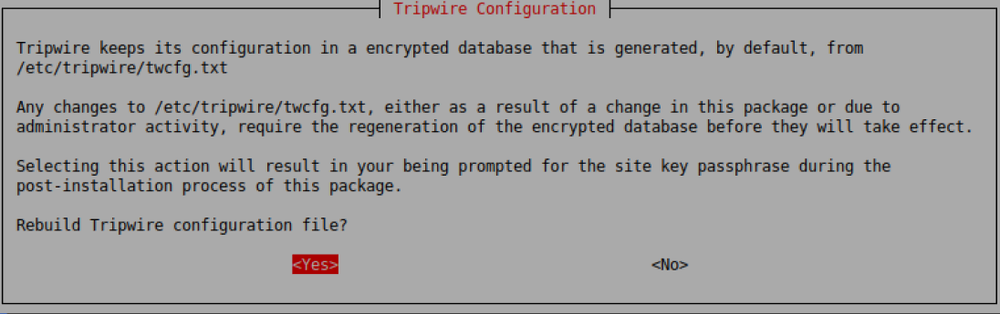 Tripwire Configuration
Tripwire keeps its configuration in a encrypted database that is generated, by default, from
/etc/tripwire/twcfg.txt
Any changes to /etc/tripwire/twcfg.txt, either as a result of a change in this package or due to
administrator activity, require the regeneration of the encrypted database before they will take effect.
Selecting this action will result in your being prompted for the site key passphrase during the
post-installation process of this package.
Rebuild Tripwire configuration file?
<Yes> <No>